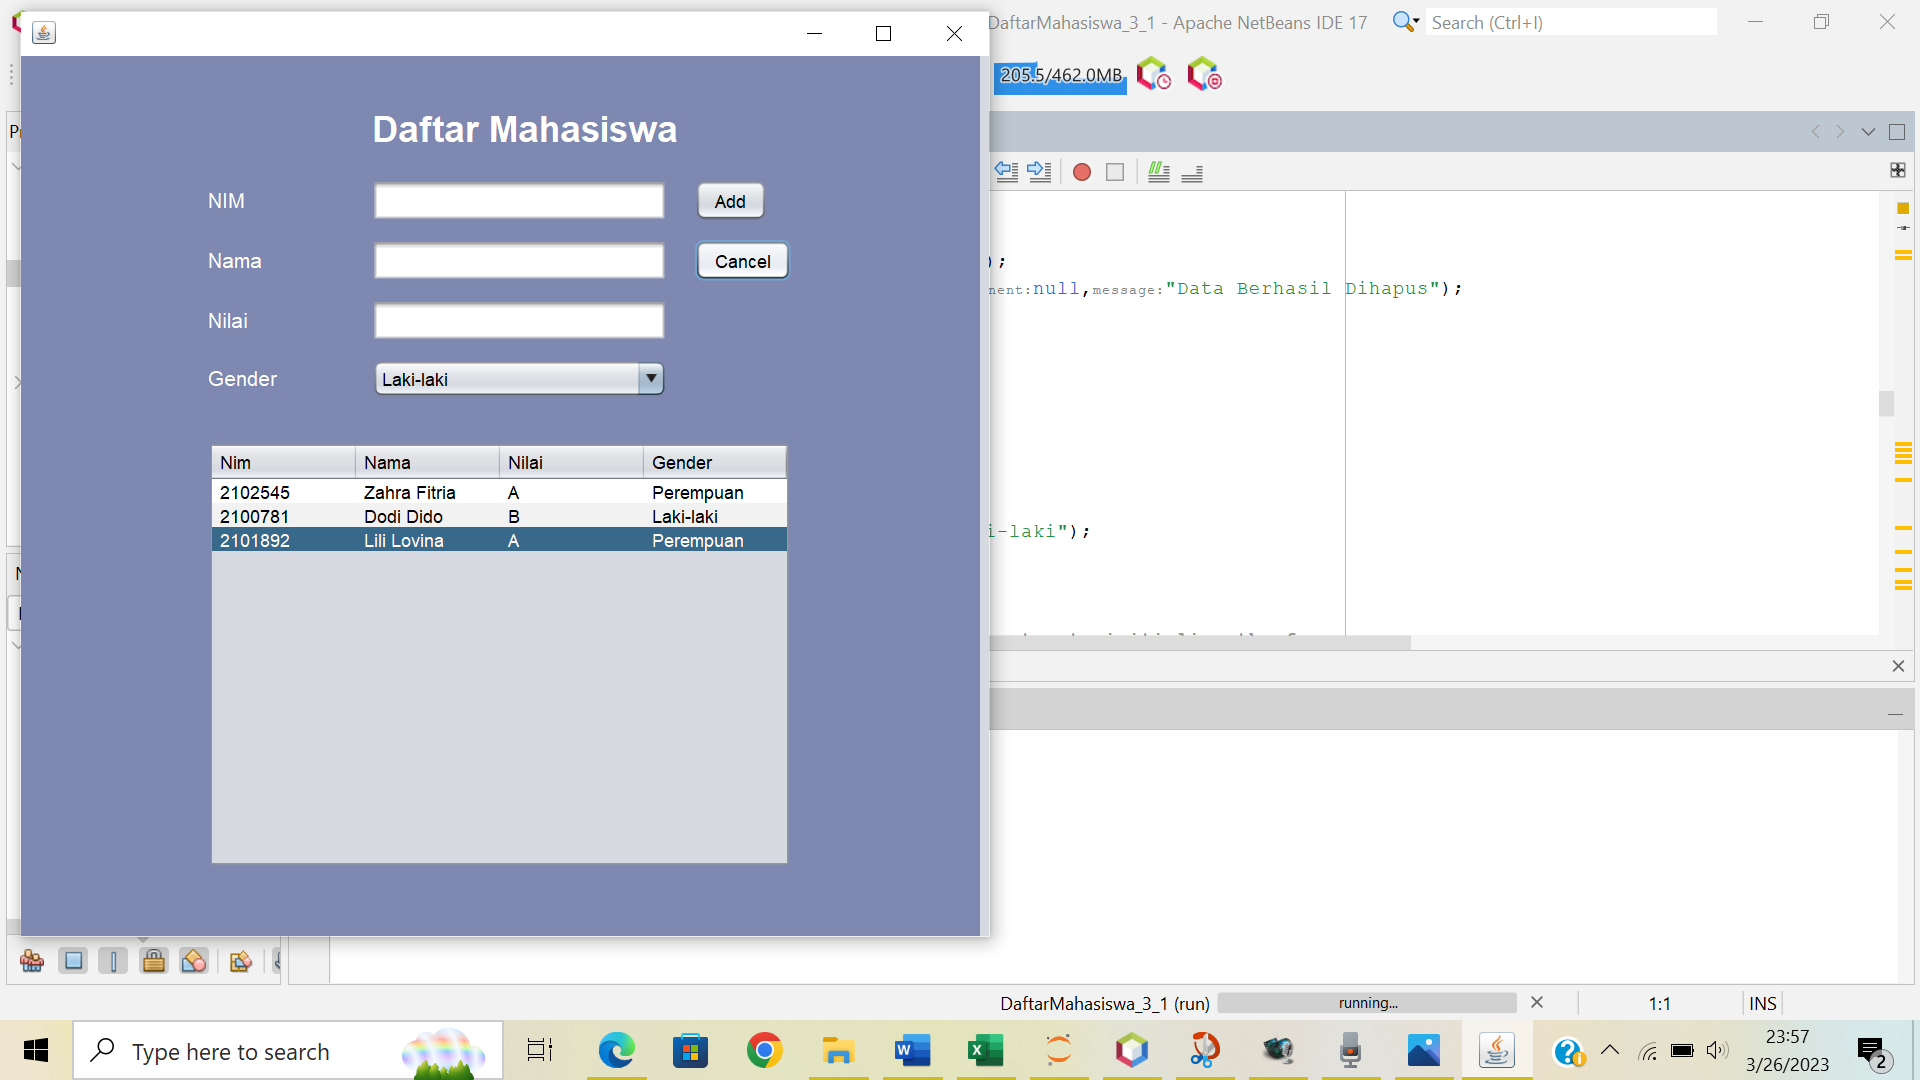 DaftarMahasiswa_3_1 - Apache NetBeans IDE 17
Search (Ctrl+I)
205.5/462.0MB
Daftar Mahasiswa
NIM
Add
Nama
Cancel
Nilai
Gender
Laki-laki
Nim Nama Nilai Gender
2102545 Zahra Fitria A Perempuan
2100781 Dodi Dido B Laki-laki
2101892 Lili Lovina A Perempuan
);
nent:null,message:"Data Berhasil Dihapus");
i-laki");
DaftarMahasiswa_3_1 (run)
running...
1:1
INS
Type here to search
23:57
3/26/2023
2